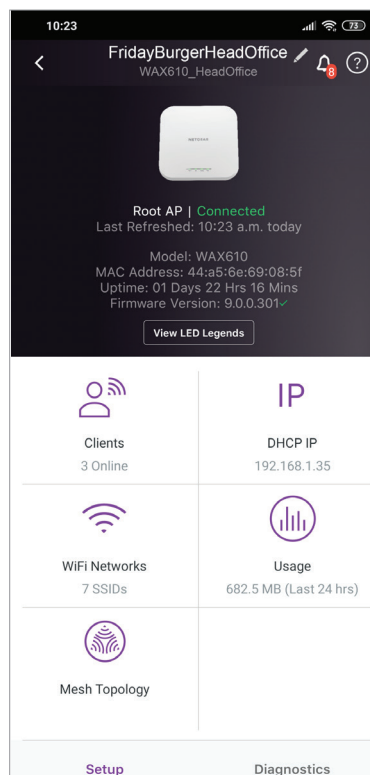 10:23
73
FridayBurgerHeadOffice
WAX610_HeadOffice
8
?
NETGEAR
Root AP | Connected
Last Refreshed: 10:23 a.m. today
Model: WAX610
MAC Address: 44:a5:6e:69:08:5f
Uptime: 01 Days 22 Hrs 16 Mins
Firmware Version: 9.0.0.301✓
View LED Legends
IP
Clients
DHCP IP
3 Online
192.168.1.35
WiFi Networks
Usage
7 SSIDs
682.5 MB (Last 24 hrs)
Mesh Topology
Setup
Diagnostics